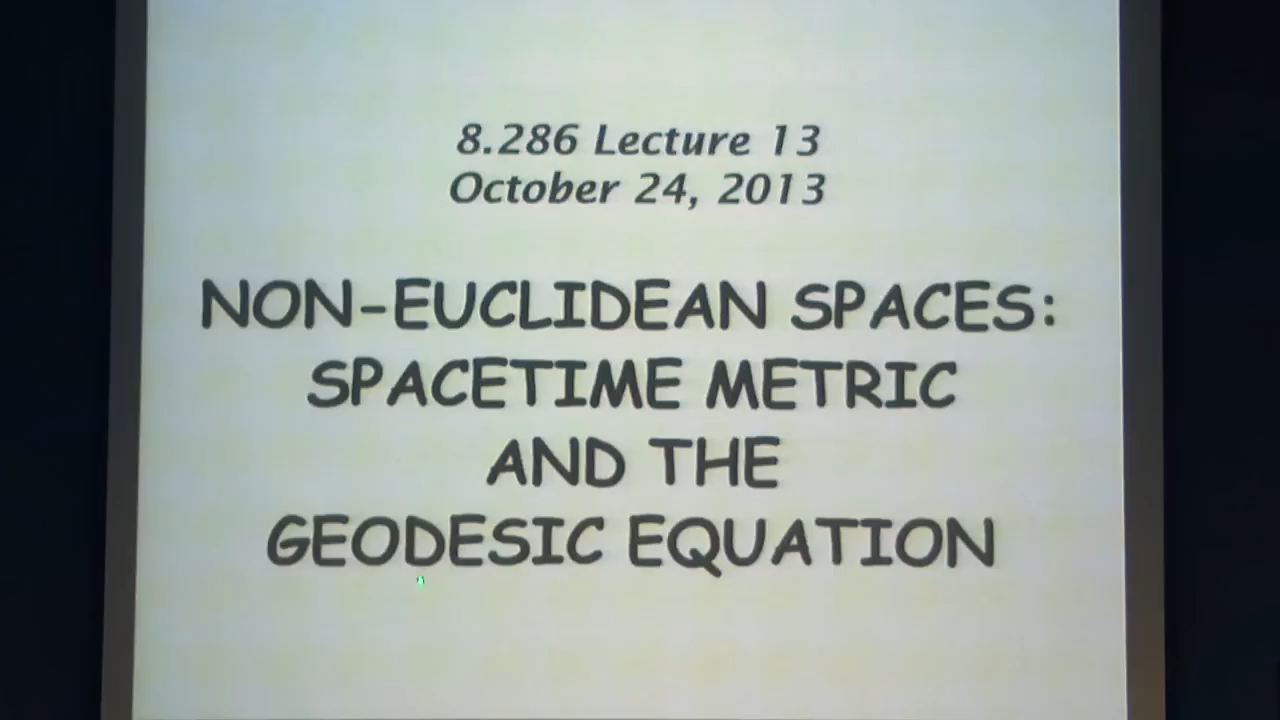 8.286 Lecture 13
October 24, 2013
NON-EUCLIDEAN SPACES:
SPACETIME METRIC
AND THE
GEODESIC EQUATION